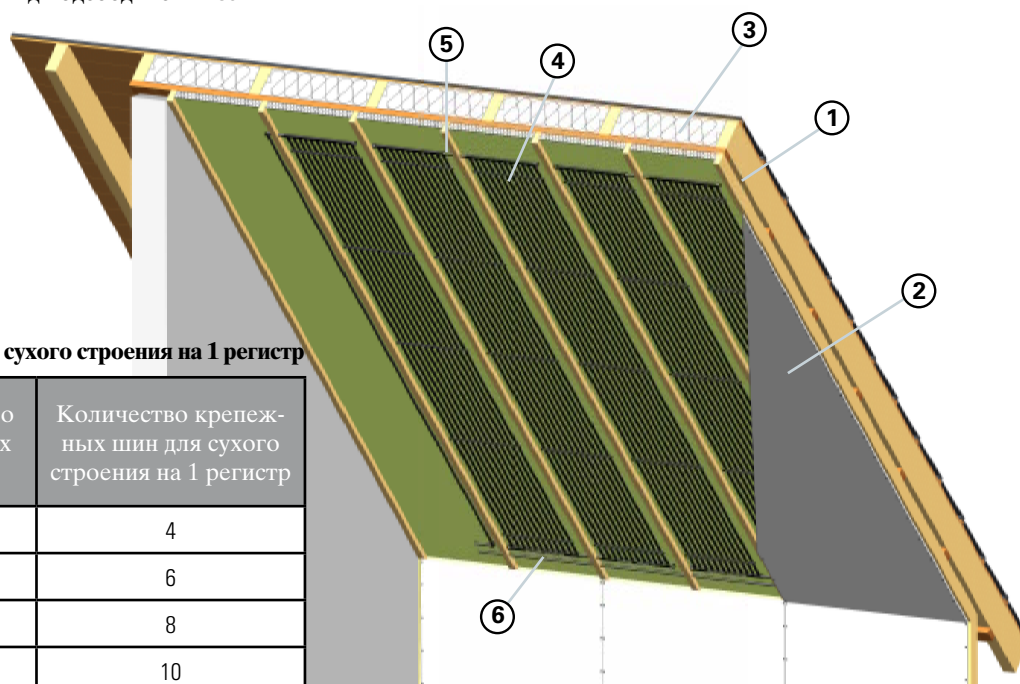 5
4
3
1
2
6
сухого строения на 1 регистр
Количество крепеж-
ных шин для сухого
строения на 1 регистр
4
6
8
10